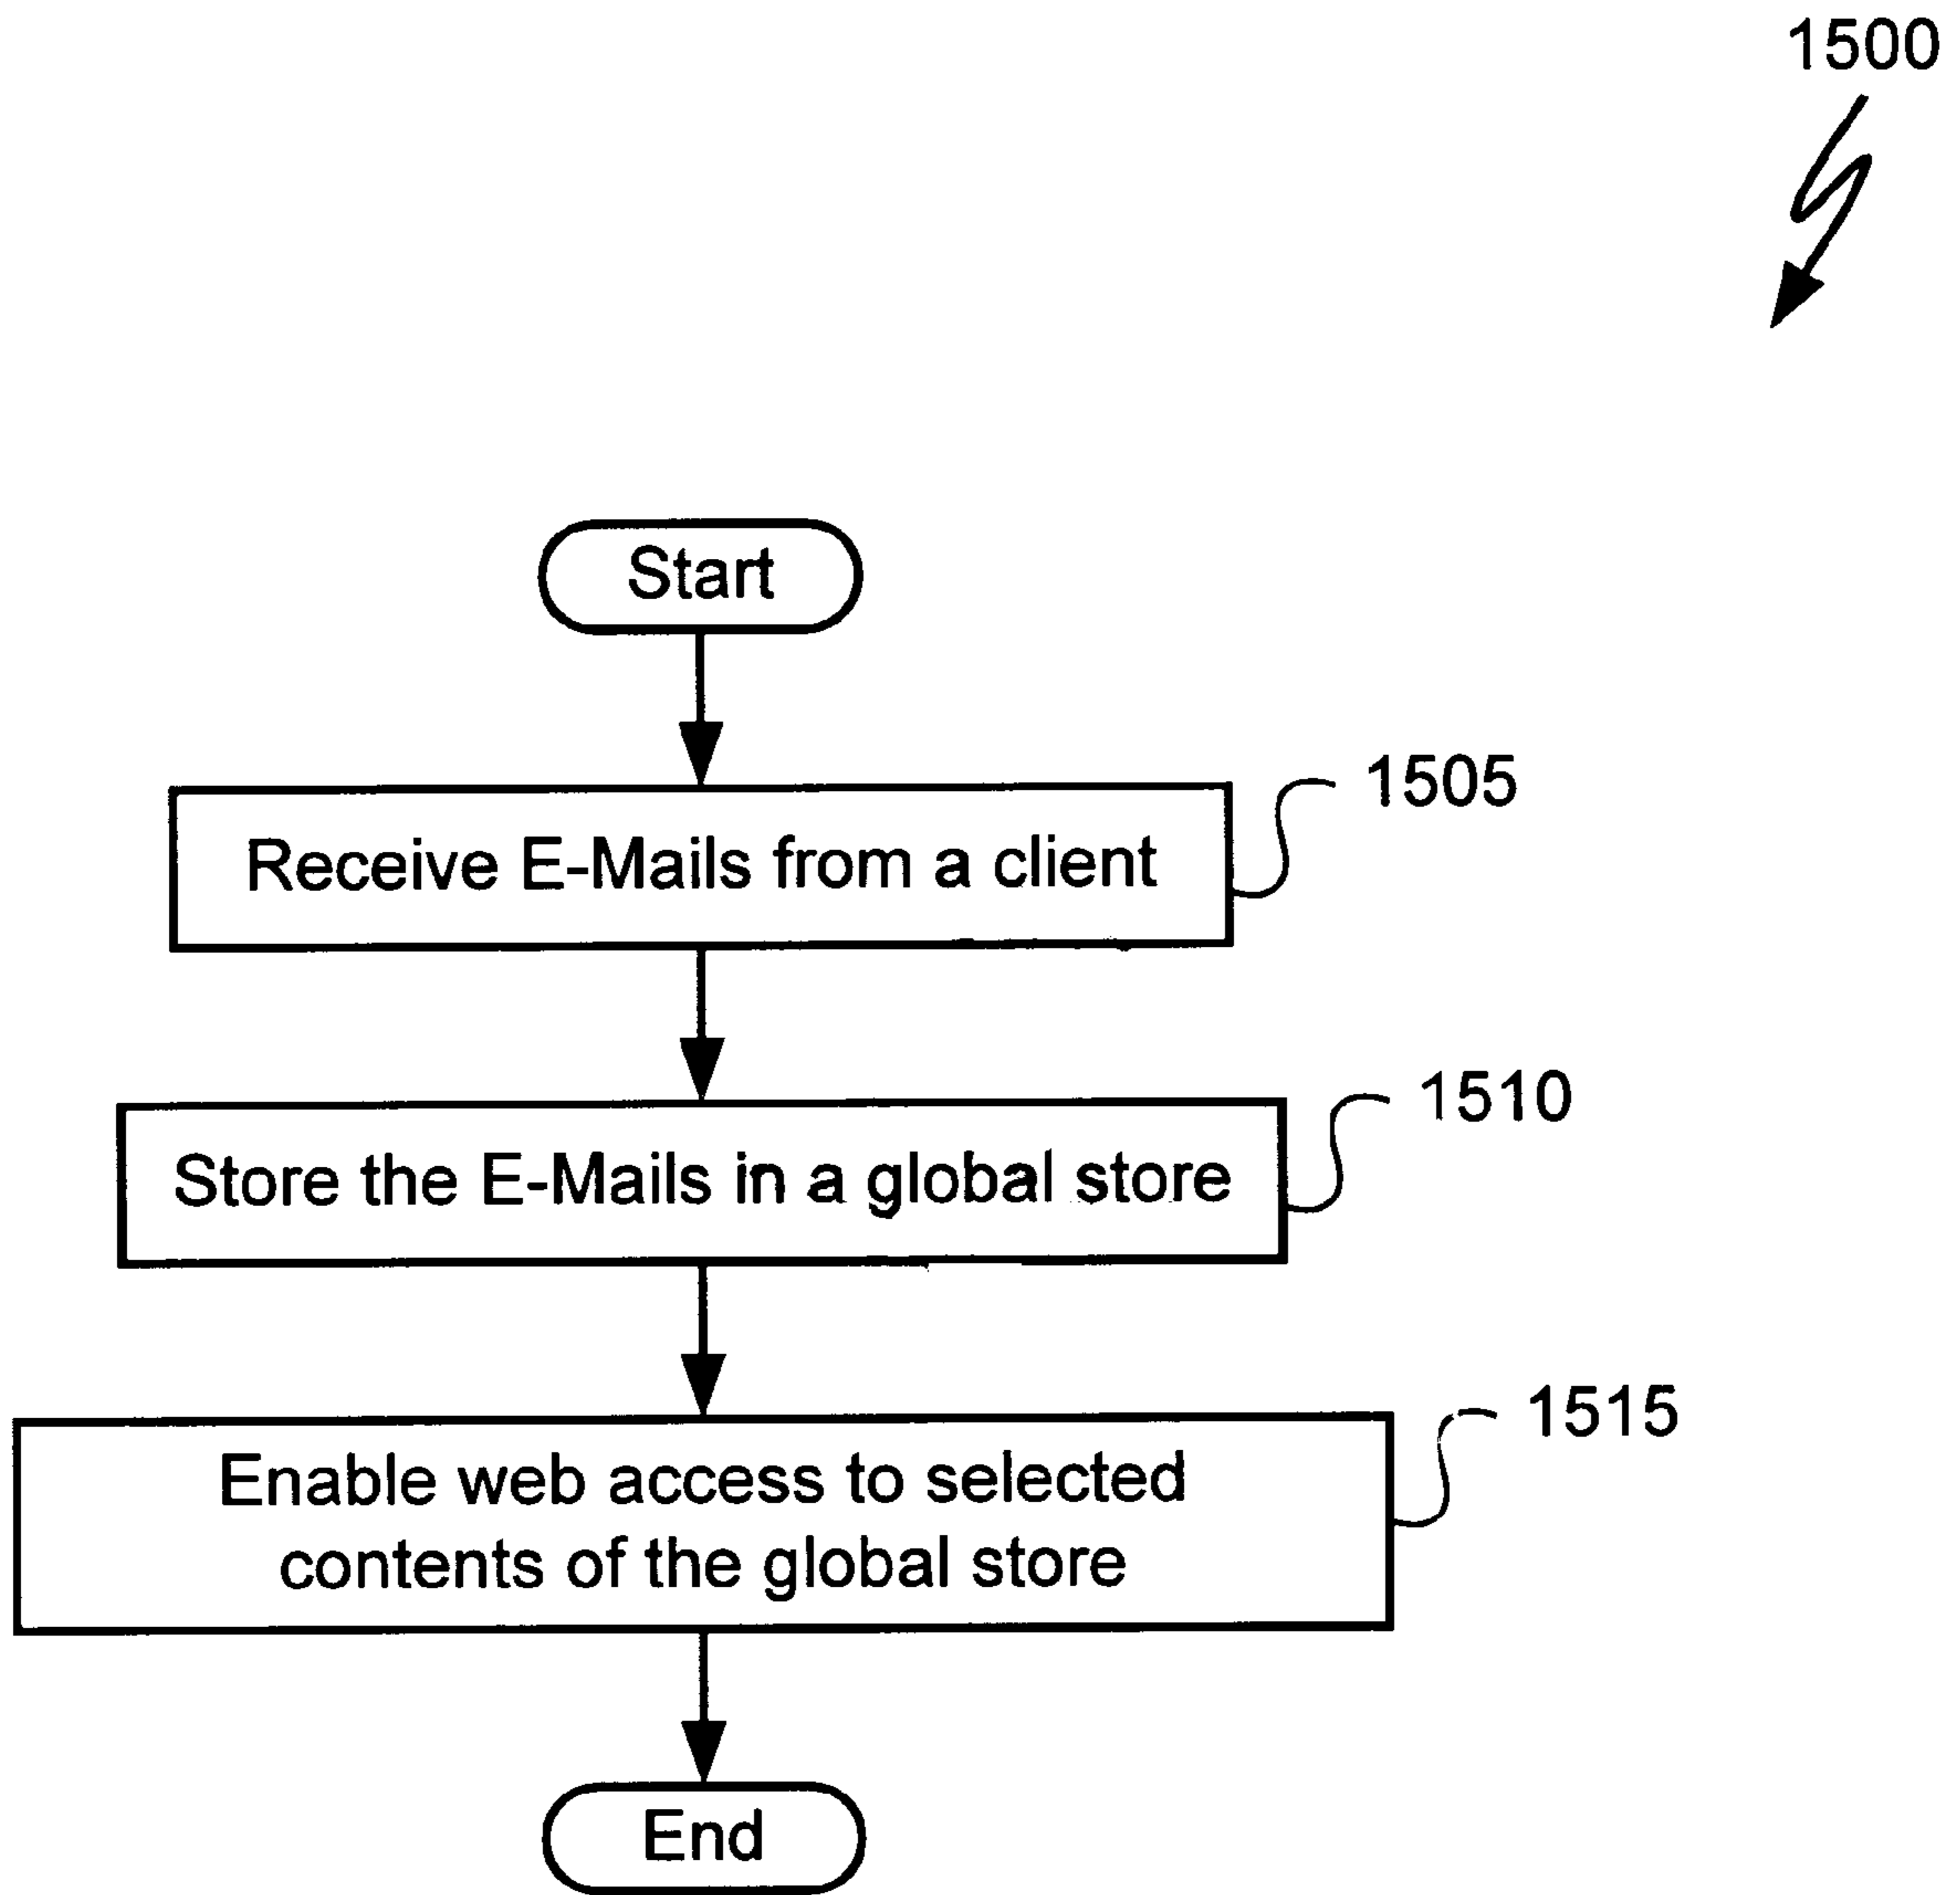 1500
Start
1505
Receive E-Mails from a client
1510
Store the E-Mails in a global store
1515
Enable web access to selected
contents of the global store
End